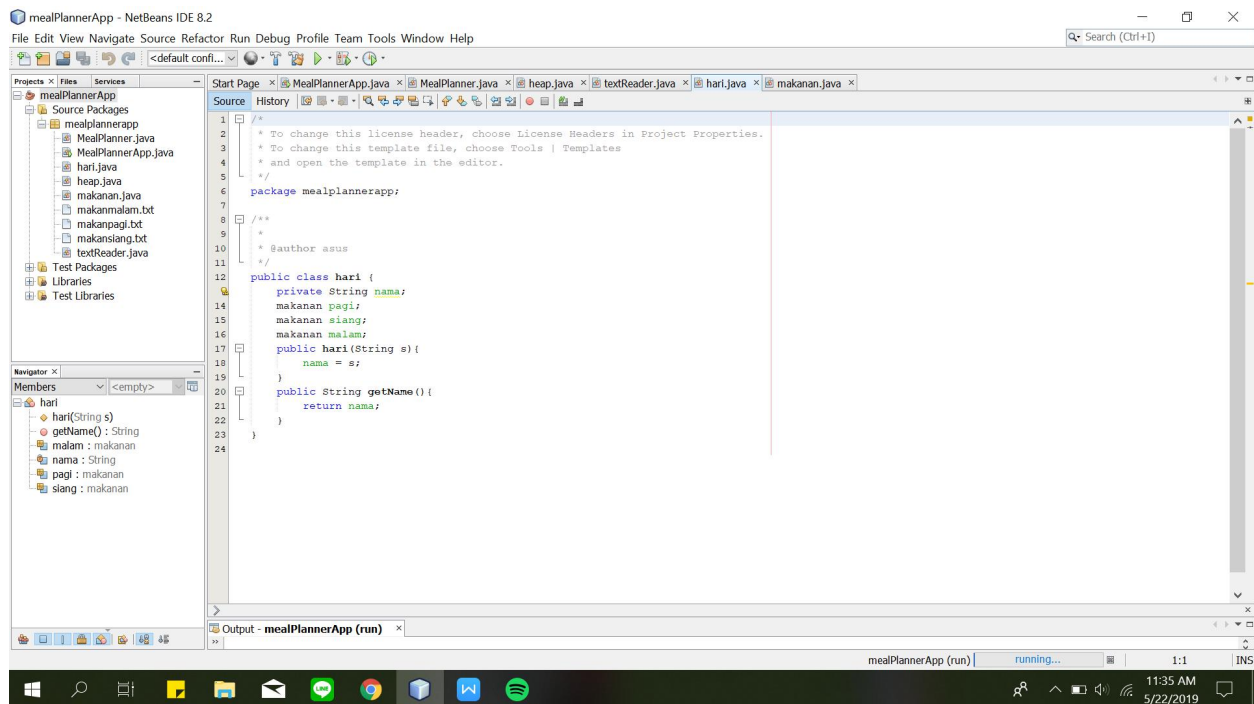 mealPlannerApp - NetBeans IDE 8.2
File Edit View Navigate Source Refactor Run Debug Profile Team Tools Window Help
Search (Ctrl+I)
<default confi...
Projects Files Services
Start Page MealPlannerApp.java MealPlanner.java heap.java textReader.java hari.java makanan.java
Source History
mealPlannerApp
Source Packages
mealplannerapp
MealPlanner.java
MealPlannerApp.java
hari.java
heap.java
makanan.java
makanmalam.txt
makanpagi.txt
makansiang.txt
textReader.java
Test Packages
Libraries
Test Libraries
Navigator
Members <empty>
hari
hari(String s)
getName() : String
malam : makanan
nama : String
pagi : makanan
siang : makanan
1 /*
2 * To change this license header, choose License Headers in Project Properties.
3 * To change this template file, choose Tools | Templates
4 * and open the template in the editor.
5 */
6 package mealplannerapp;
7
8 /**
9 *
10 * @author asus
11 */
12 public class hari {
private String nama;
14 makanan pagi;
15 makanan siang;
16 makanan malam;
17 public hari(String s){
18 nama = s;
19 }
20 public String getName(){
21 return nama;
22 }
23 }
24
Output - mealPlannerApp (run)
mealPlannerApp (run) running... 1:1 INS
LINE
11:35 AM
5/22/2019